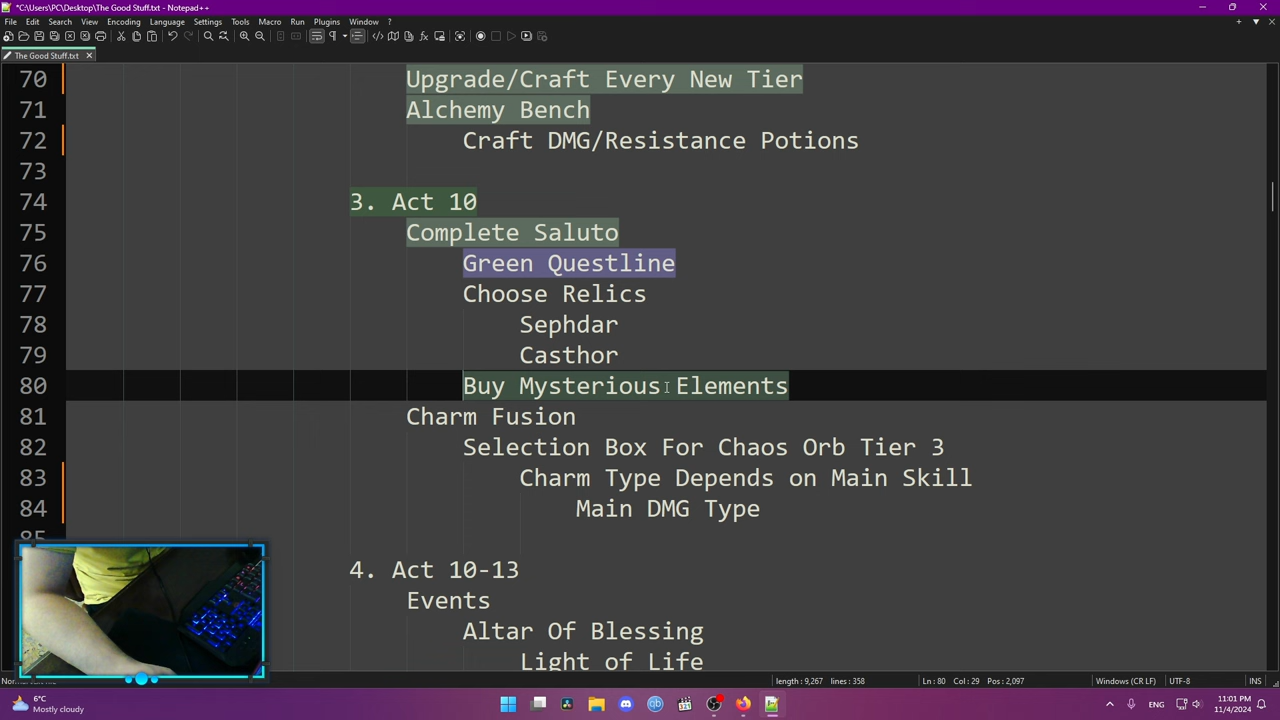 *C:\Users\PC\Desktop\The Good Stuff.txt - Notepad++
File Edit Search View Encoding Language Settings Tools Macro Run Plugins Window ?
The Good Stuff.txt
70 Upgrade/Craft Every New Tier
71 Alchemy Bench
72 Craft DMG/Resistance Potions
73
74 3. Act 10
75 Complete Saluto
76 Green Questline
77 Choose Relics
78 Sephdar
79 Casthor
80 Buy Mysterious Elements
81 Charm Fusion
82 Selection Box For Chaos Orb Tier 3
83 Charm Type Depends on Main Skill
84 Main DMG Type
85
4. Act 10-13
Events
Altar Of Blessing
Light of Life
length : 9,267 lines : 358 Ln : 80 Col : 29 Pos : 2,097 Windows (CR LF) UTF-8 INS
6°C
Mostly cloudy
ENG
11:01 PM
11/4/2024